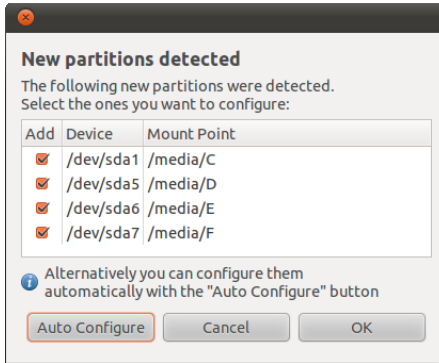 New partitions detected
The following new partitions were detected.
Select the ones you want to configure:
Add Device Mount Point
/dev/sda1 /media/C
/dev/sda5 /media/D
/dev/sda6 /media/E
/dev/sda7 /media/F
Alternatively you can configure them
automatically with the "Auto Configure" button
Auto Configure Cancel OK